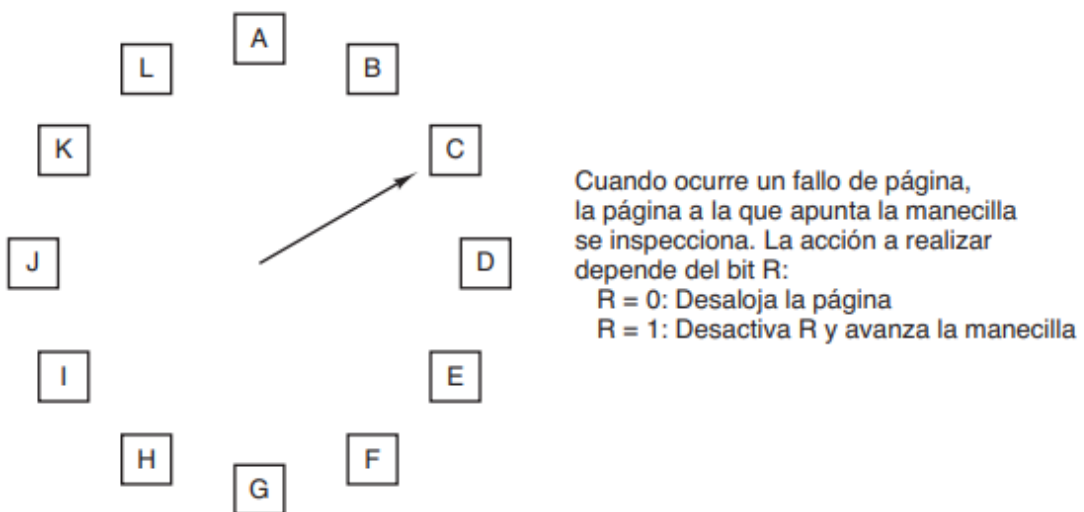 A
L
B
K
C
J
D
I
E
H
F
G
Cuando ocurre un fallo de página,
la página a la que apunta la manecilla
se inspecciona. La acción a realizar
depende del bit R:
R = 0: Desaloja la página
R = 1: Desactiva R y avanza la manecilla